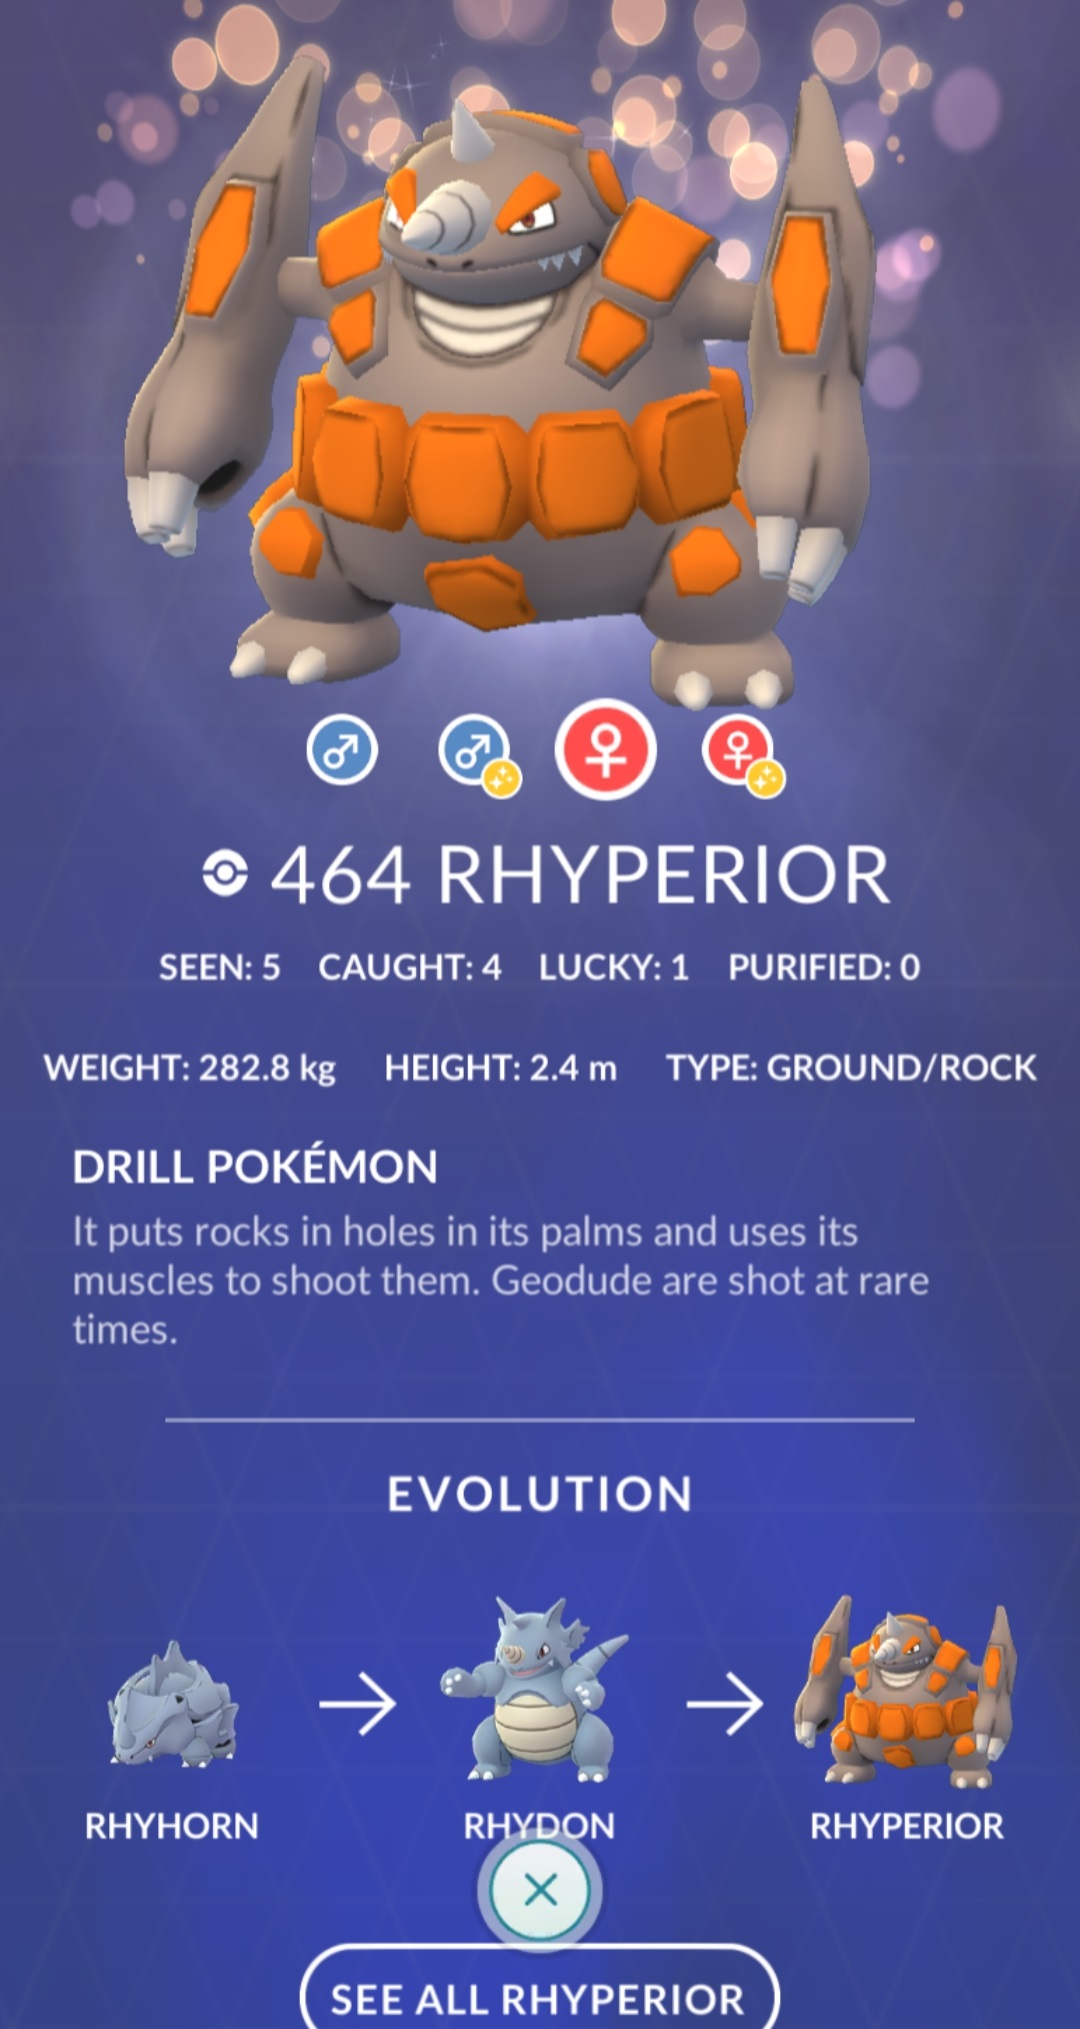 464 RHYPERIOR
SEEN: 5 CAUGHT: 4 LUCKY: 1 PURIFIED: 0
WEIGHT: 282.8 kg HEIGHT: 2.4 m TYPE: GROUND/ROCK
DRILL POKÉMON
It puts rocks in holes in its palms and uses its
muscles to shoot them. Geodude are shot at rare
times.
EVOLUTION
RHYHORN RHYDON RHYPERIOR
SEE ALL RHYPERIOR